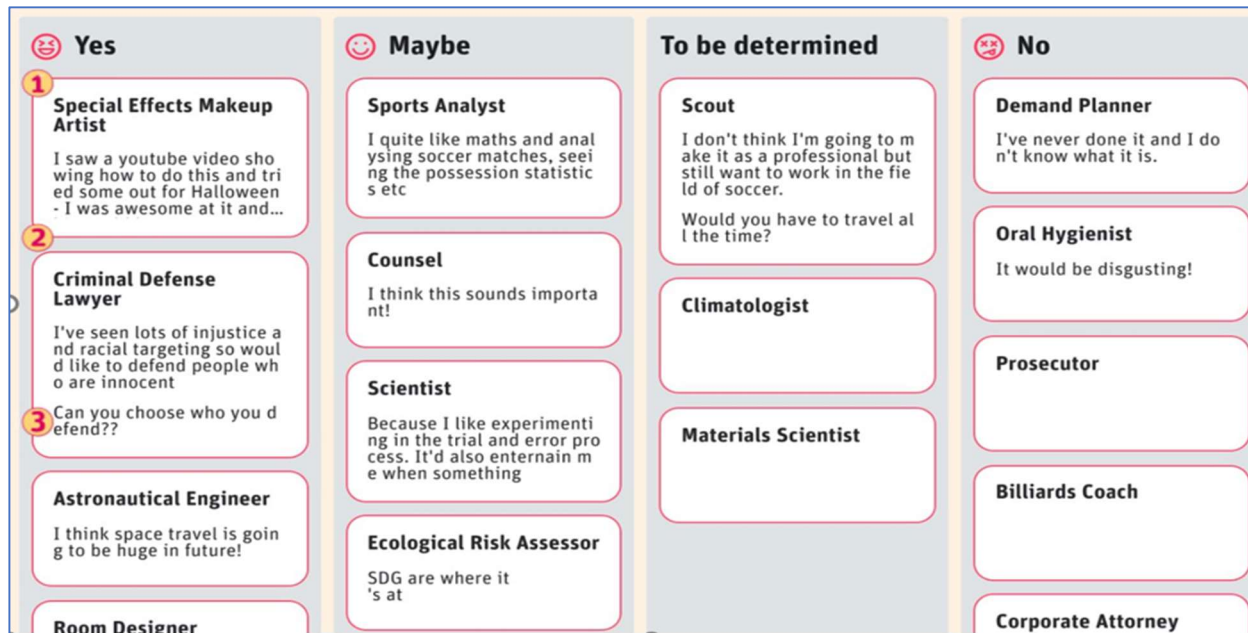 Yes
1
Special Effects Makeup
Artist
I saw a youtube video sho
wing how to do this and tri
ed some out for Halloween
- I was awesome at it and...
2
Criminal Defense
Lawyer
I've seen lots of injustice a
nd racial targeting so woul
d like to defend people wh
o are innocent
Can you choose who you d
efend??
3
Astronautical Engineer
I think space travel is goin
g to be huge in future!
Room Designer
Maybe
Sports Analyst
I quite like maths and anal
ysing soccer matches, seei
ng the possession statistic
s etc
Counsel
I think this sounds importa
nt!
Scientist
Because I like experimenti
ng in the trial and error pro
cess. It'd also enternain m
e when something
Ecological Risk Assessor
SDG are where it
's at
To be determined
Scout
I don't think I'm going to m
ake it as a professional but
still want to work in the fie
ld of soccer.
Would you have to travel al
l the time?
Climatologist
Materials Scientist
No
Demand Planner
I've never done it and I do
n't know what it is.
Oral Hygienist
It would be disgusting!
Prosecutor
Billiards Coach
Corporate Attorney